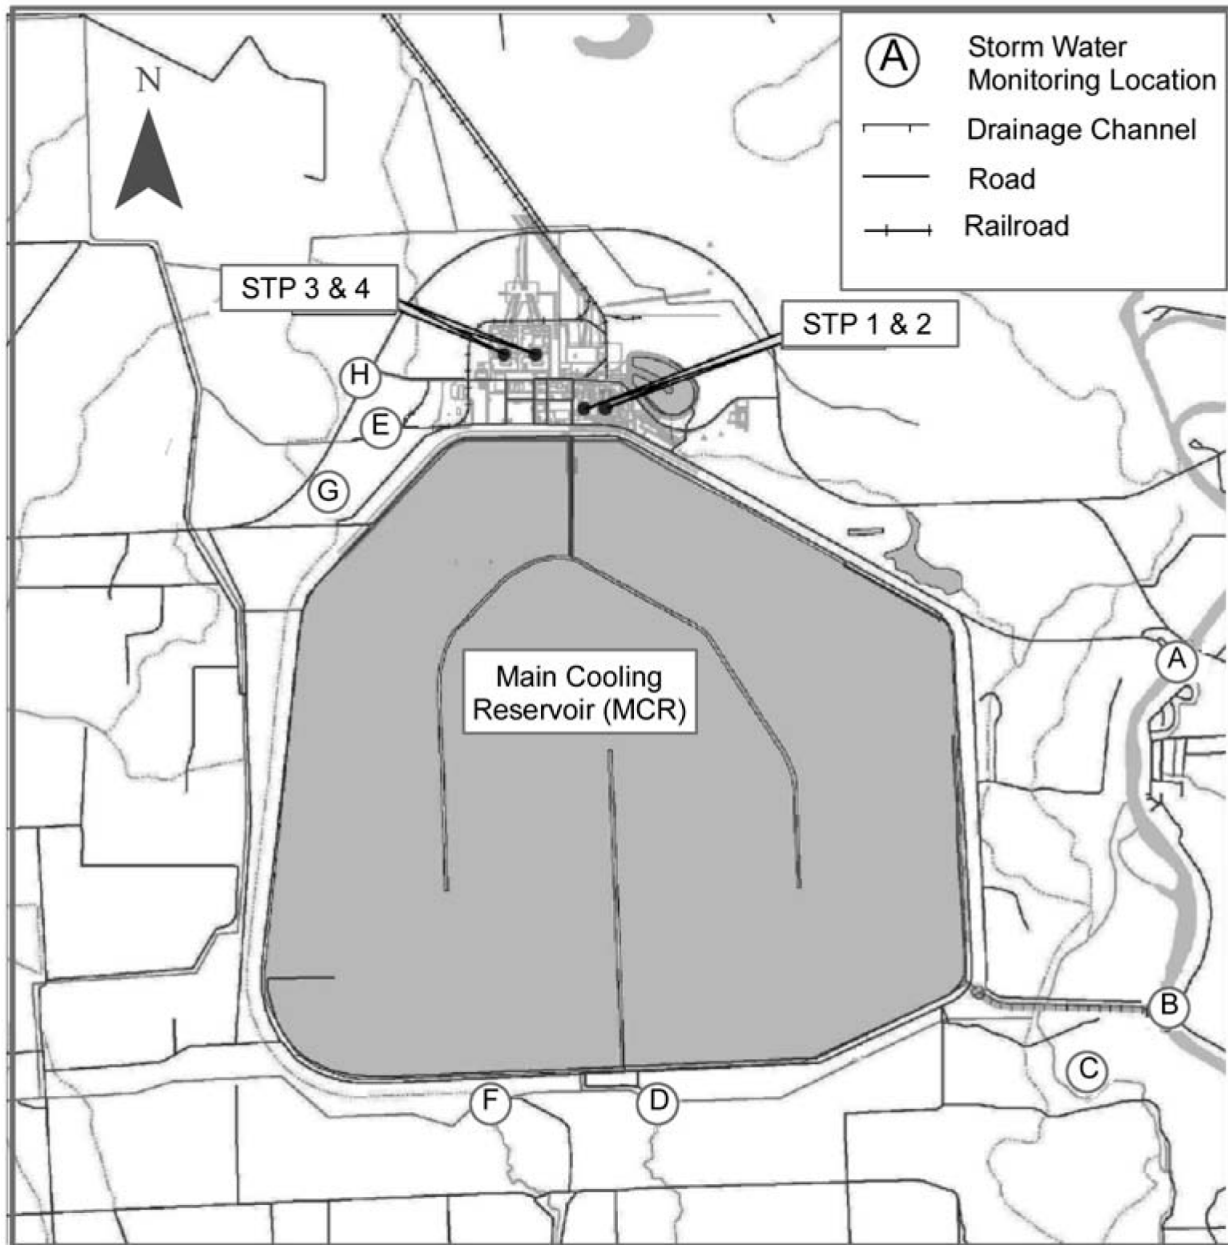 N
A
Storm Water
Monitoring Location
Drainage Channel
Road
Railroad
STP 3 & 4
STP 1 & 2
H
E
G
A
Main Cooling
Reservoir (MCR)
B
C
F
D